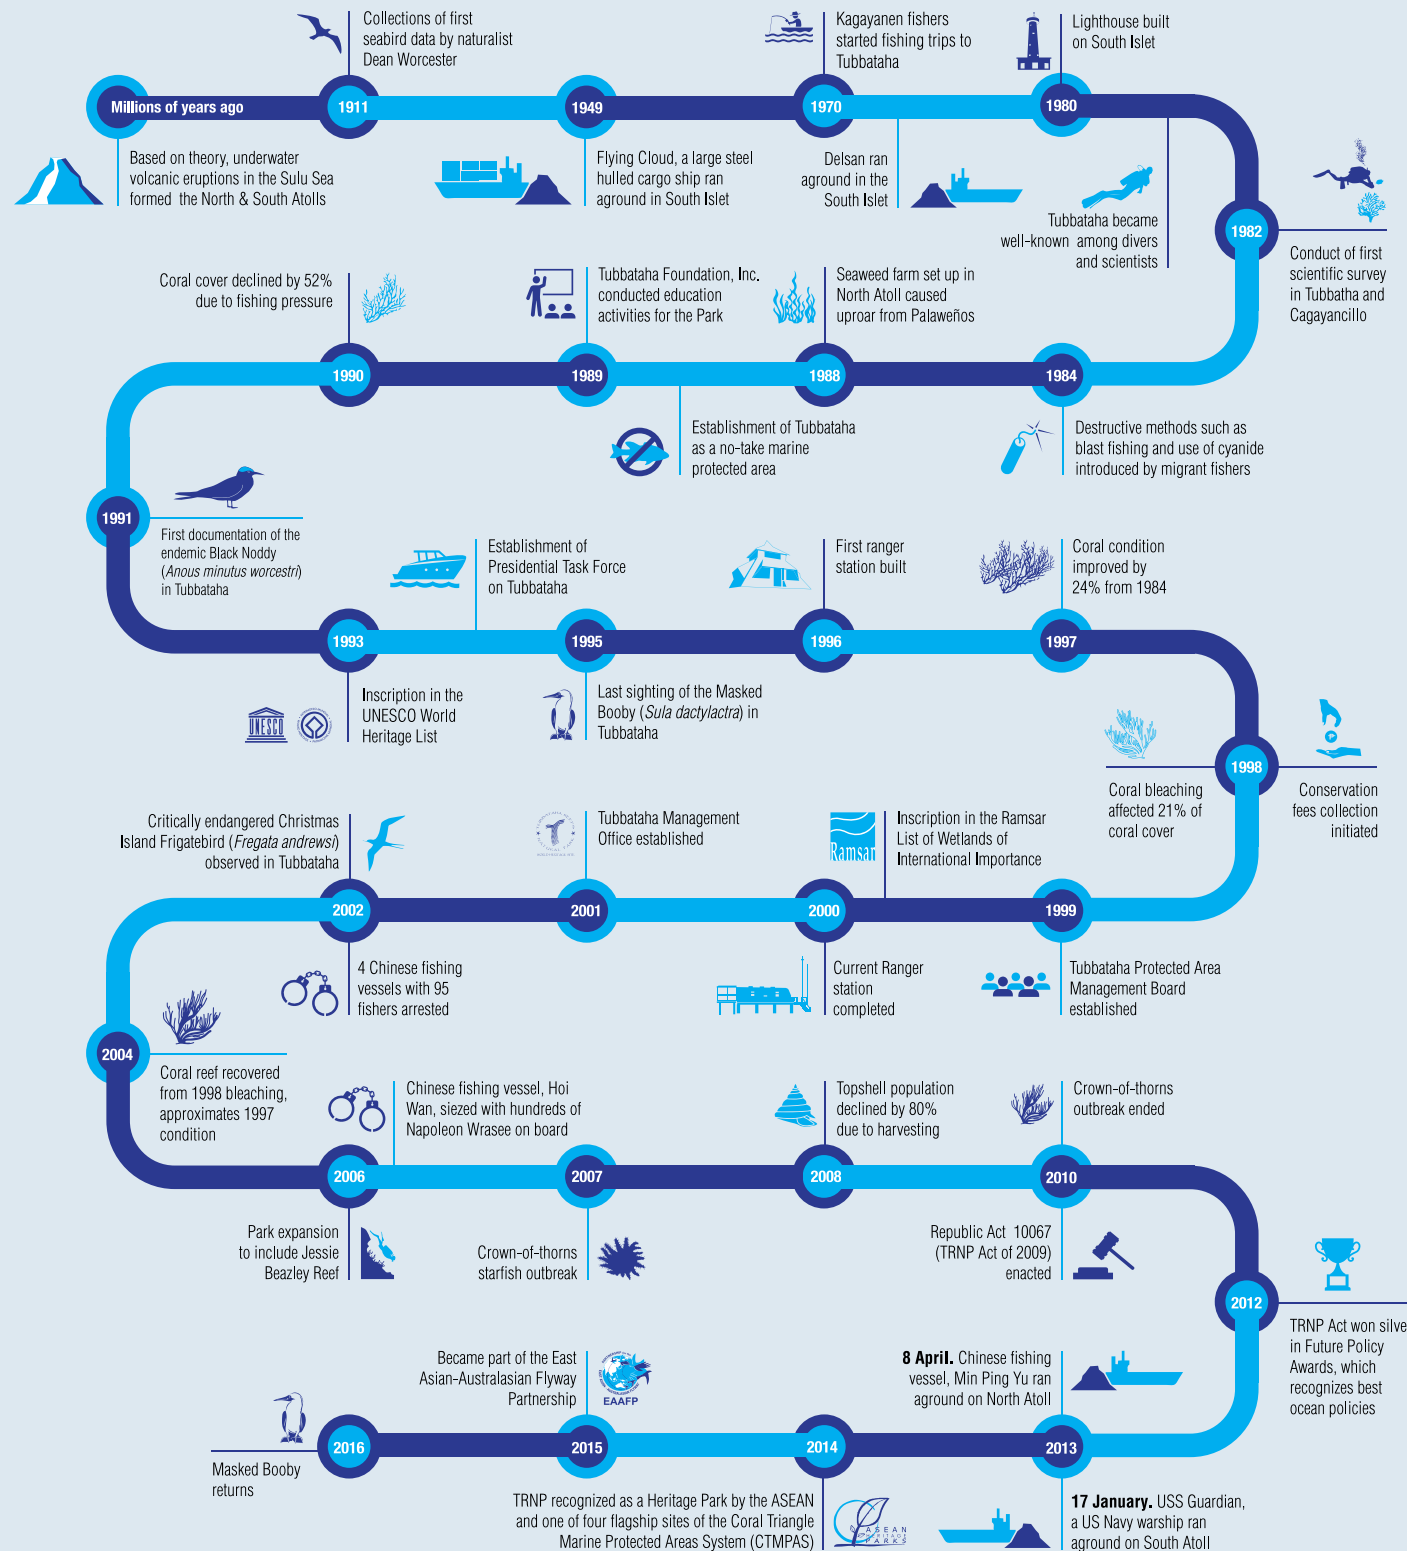 Collections of first
seabird data by naturalist
Dean Worcester
Kagayanen fishers
started fishing trips to
Tubbataha
Lighthouse built
on South Islet
Millions of years ago
1911
1949
1970
1980
Based on theory, underwater
volcanic eruptions in the Sulu Sea
formed the North & South Atolls
Flying Cloud, a large steel
hulled cargo ship ran
aground in South Islet
Delsan ran
aground in the
South Islet
Tubbataha became
well-known among divers
and scientists
1982
Conduct of first
scientific survey
in Tubbatha and
Cagayancillo
Coral cover declined by 52%
due to fishing pressure
Tubbataha Foundation, Inc.
conducted education
activities for the Park
Seaweed farm set up in
North Atoll caused
uproar from Palaweños
1990
1989
1988
1984
Establishment of Tubbataha
as a no-take marine
protected area
Destructive methods such as
blast fishing and use of cyanide
introduced by migrant fishers
1991
First documentation of the
endemic Black Noddy
(Anous minutus worcestri)
in Tubbataha
Establishment of
Presidential Task Force
on Tubbataha
First ranger
station built
Coral condition
improved by
24% from 1984
1993
1995
1996
1997
UNESCO
Inscription in the
UNESCO World
Heritage List
Last sighting of the Masked
Booby (Sula dactylactra) in
Tubbataha
1998
Coral bleaching
affected 21% of
coral cover
Conservation
fees collection
initiated
Critically endangered Christmas
Island Frigatebird (Fregata andrewsi)
observed in Tubbataha
Tubbataha Management
Office established
Ramsar
Inscription in the Ramsar
List of Wetlands of
International Importance
2002
2001
2000
1999
4 Chinese fishing
vessels with 95
fishers arrested
Current Ranger
station
completed
Tubbataha Protected Area
Management Board
established
2004
Coral reef recovered
from 1998 bleaching,
approximates 1997
condition
Chinese fishing vessel, Hoi
Wan, siezed with hundreds of
Napoleon Wrasee on board
Topshell population
declined by 80%
due to harvesting
Crown-of-thorns
outbreak ended
2006
2007
2008
2010
Park expansion
to include Jessie
Beazley Reef
Crown-of-thorns
starfish outbreak
Republic Act 10067
(TRNP Act of 2009)
enacted
2012
TRNP Act won silve
in Future Policy
Awards, which
recognizes best
ocean policies
Became part of the East
Asian-Australasian Flyway
Partnership
EAAFP
8 April. Chinese fishing
vessel, Min Ping Yu ran
aground on North Atoll
2016
2015
2014
2013
Masked Booby
returns
TRNP recognized as a Heritage Park by the ASEAN
and one of four flagship sites of the Coral Triangle
Marine Protected Areas System (CTMPAS)
ASEAN
HERITAGE
PARKS
17 January. USS Guardian,
a US Navy warship ran
aground on South Atoll